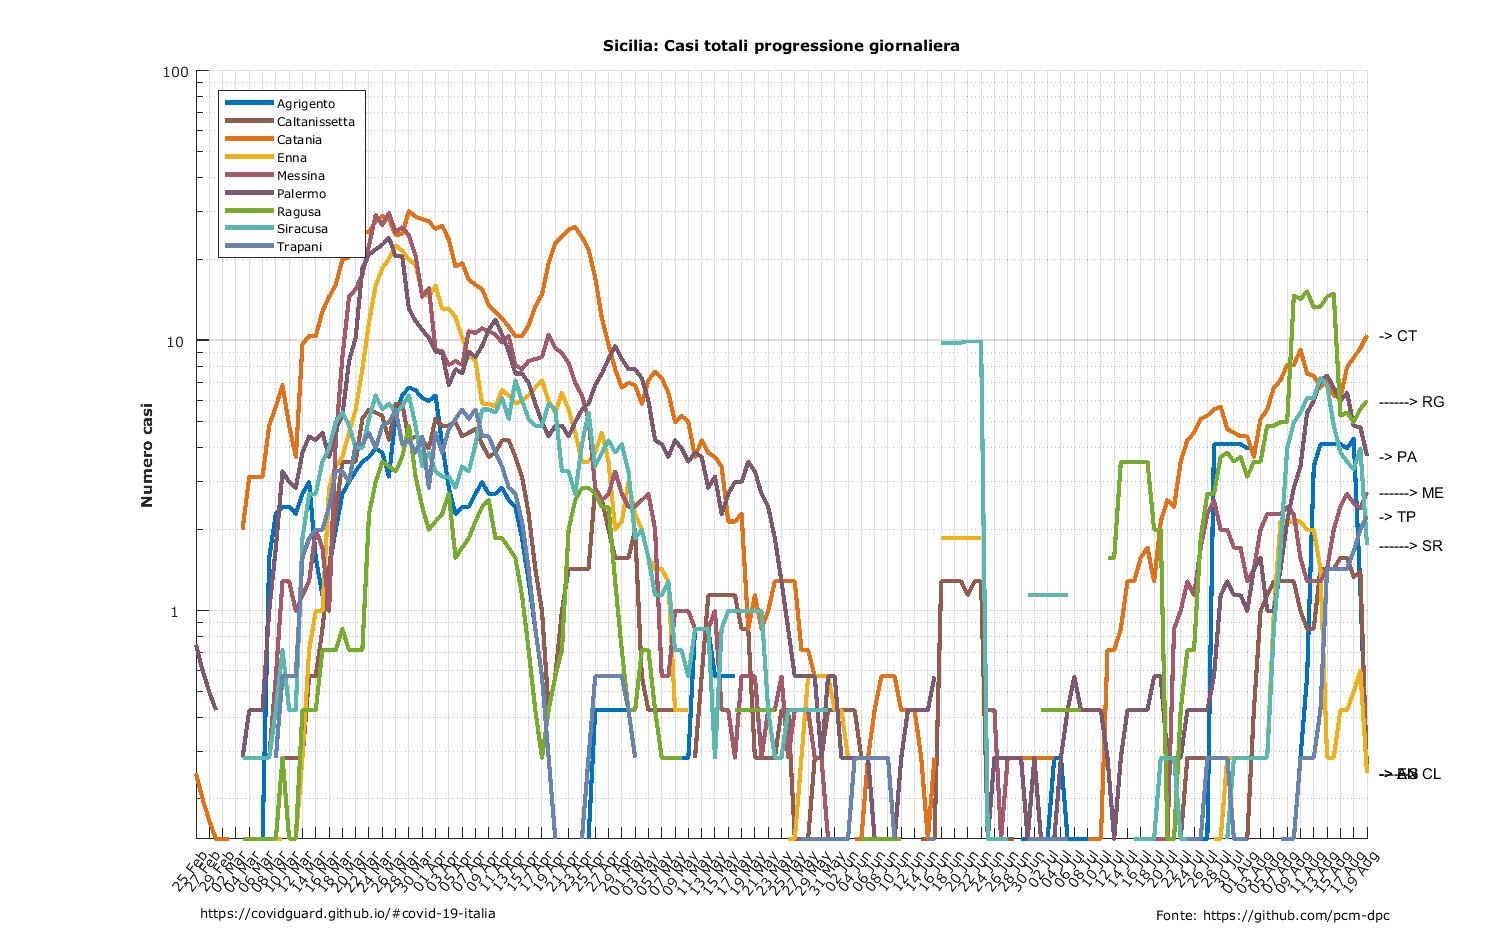 Sicilia: Casi totali progressione giornaliera
100
Agrigento
Caltanissetta
Catania
Enna
Messina
Palermo
Ragusa
Siracusa
Trapani
10
1
Numero casi
-> CT
------> RG
-> PA
------> ME
-> TP
------> SR
CL
25 Feb
27 Feb
29 Feb
02 Mar
04 Mar
06 Mar
08 Mar
10 Mar
12 Mar
14 Mar
16 Mar
18 Mar
20 Mar
22 Mar
24 Mar
26 Mar
28 Mar
30 Mar
01 Apr
03 Apr
05 Apr
07 Apr
09 Apr
11 Apr
13 Apr
15 Apr
17 Apr
19 Apr
21 Apr
23 Apr
25 Apr
27 Apr
29 Apr
01 May
03 May
05 May
07 May
09 May
11 May
13 May
15 May
17 May
19 May
21 May
23 May
25 May
27 May
29 May
31 May
02 Jun
04 Jun
06 Jun
08 Jun
10 Jun
12 Jun
14 Jun
16 Jun
18 Jun
20 Jun
22 Jun
24 Jun
26 Jun
28 Jun
30 Jun
02 Jul
04 Jul
06 Jul
08 Jul
10 Jul
12 Jul
14 Jul
16 Jul
18 Jul
20 Jul
22 Jul
24 Jul
26 Jul
28 Jul
30 Jul
01 Aug
03 Aug
05 Aug
07 Aug
09 Aug
11 Aug
13 Aug
15 Aug
17 Aug
19 Aug
https://covidguard.github.io/#covid-19-italia
Fonte: https://github.com/pcm-dpc